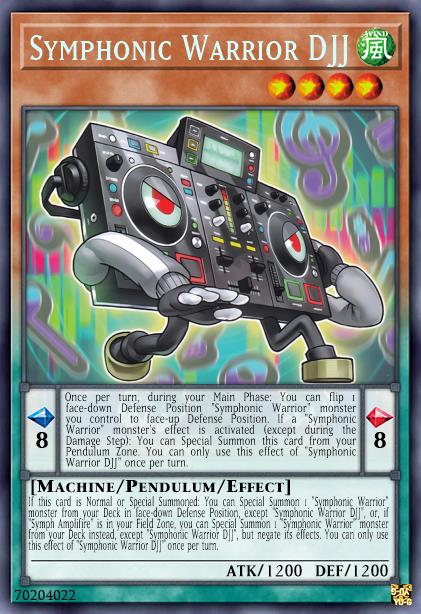 Symphonic Warrior DJJ
WIND
風
Once per turn, during your Main Phase: You can flip 1
face-down Defense Position "Symphonic Warrior" monster
you control to face-up Defense Position. If a "Symphonic
Warrior" monster's effect is activated (except during the
Damage Step): You can Special Summon this card from your
Pendulum Zone. You can only use this effect of "Symphonic
Warrior DJJ" once per turn.
8
8
[Machine/Pendulum/Effect]
If this card is Normal or Special Summoned: You can Special Summon 1 "Symphonic Warrior"
monster from your Deck in face-down Defense Position, except "Symphonic Warrior DJJ", or, if
"Symph Amplifire" is in your Field Zone, you can Special Summon 1 "Symphonic Warrior" monster
from your Deck instead, except "Symphonic Warrior DJJ", but negate its effects. You can only use
this effect of "Symphonic Warrior DJJ" once per turn.
ATK/1200 DEF/1200
70204022